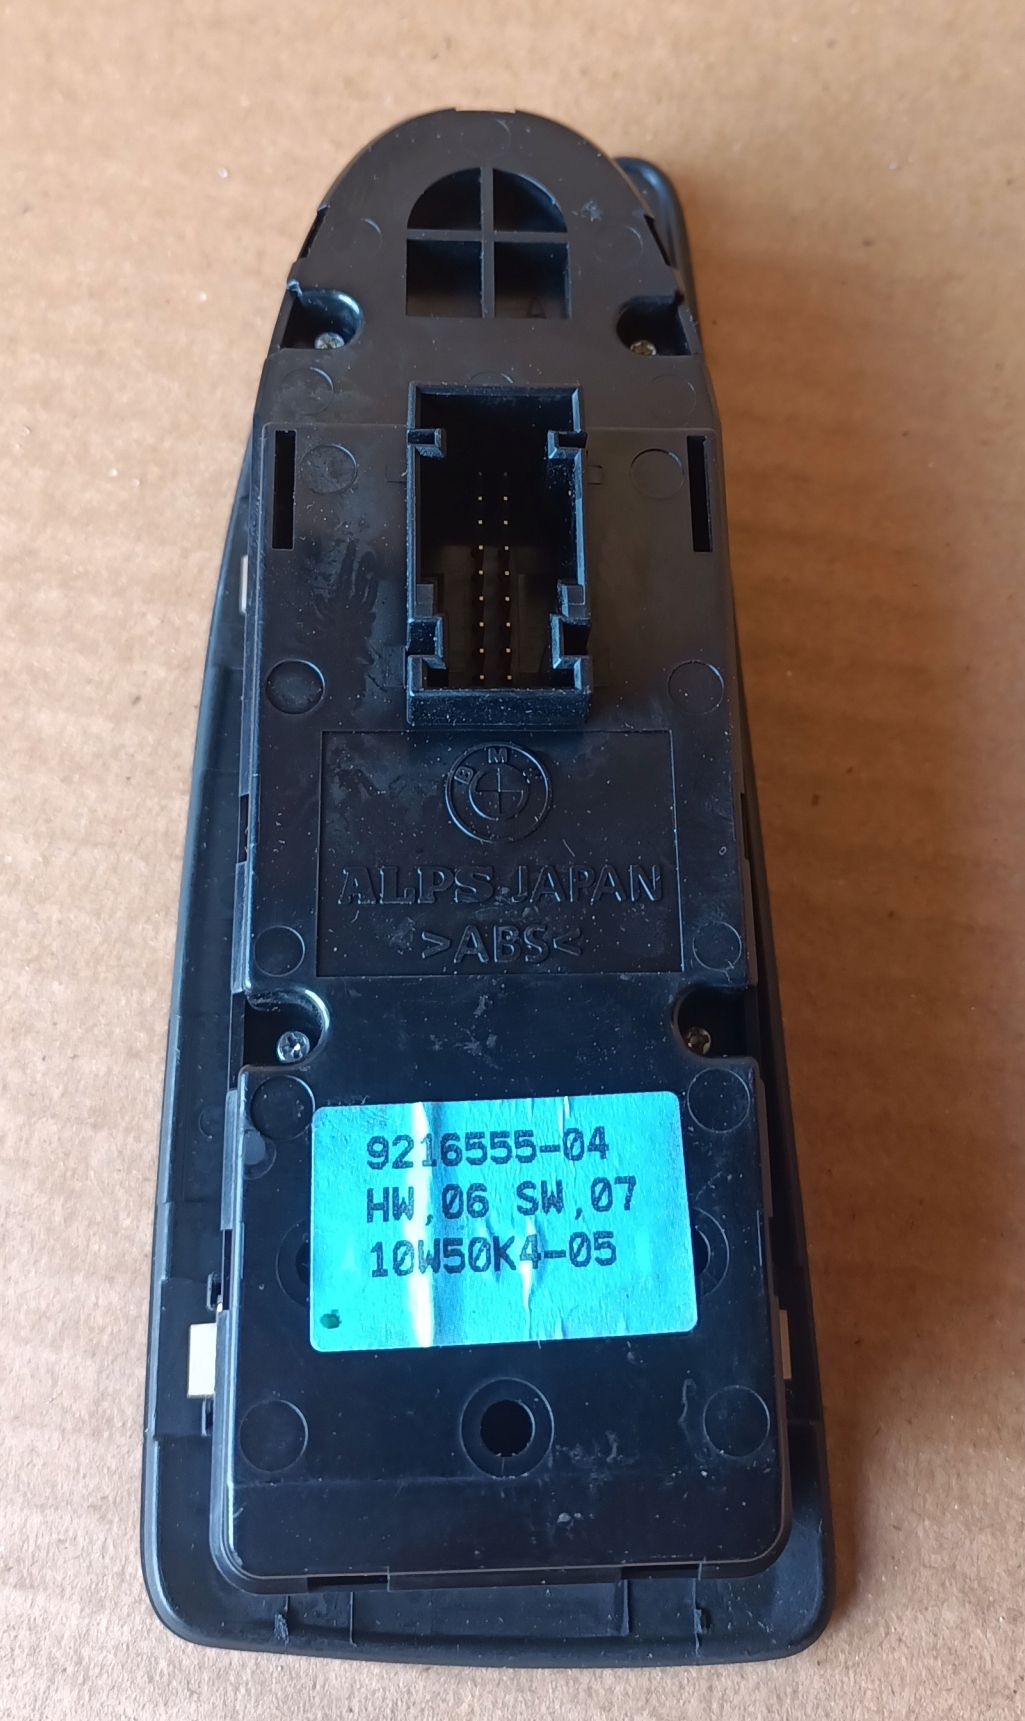 BMW
ALPS JAPAN
>ABS<
9216555-04
HW.06 SW.07
10W50K4-05